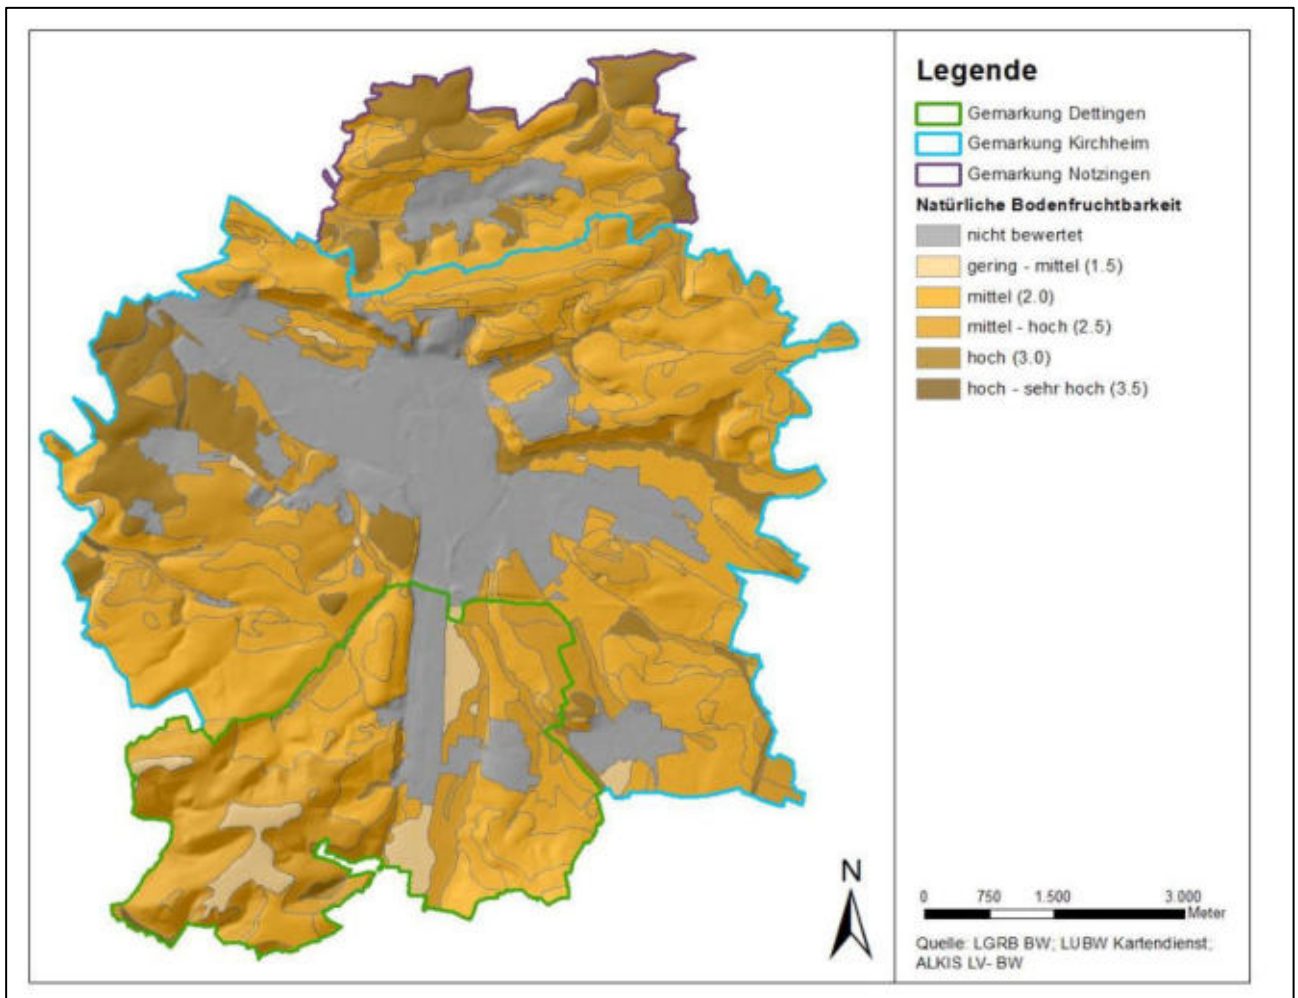 Legende
Gemarkung Dettingen
Gemarkung Kirchheim
Gemarkung Notzingen
Natürliche Bodenfruchtbarkeit
nicht bewertet
gering - mittel (1.5)
mittel (2.0)
mittel - hoch (2.5)
hoch (3.0)
hoch - sehr hoch (3.5)
N
0 750 1.500 3.000
Meter
Quelle: LGRB BW; LUBW Kartendienst;
ALKIS LV- BW